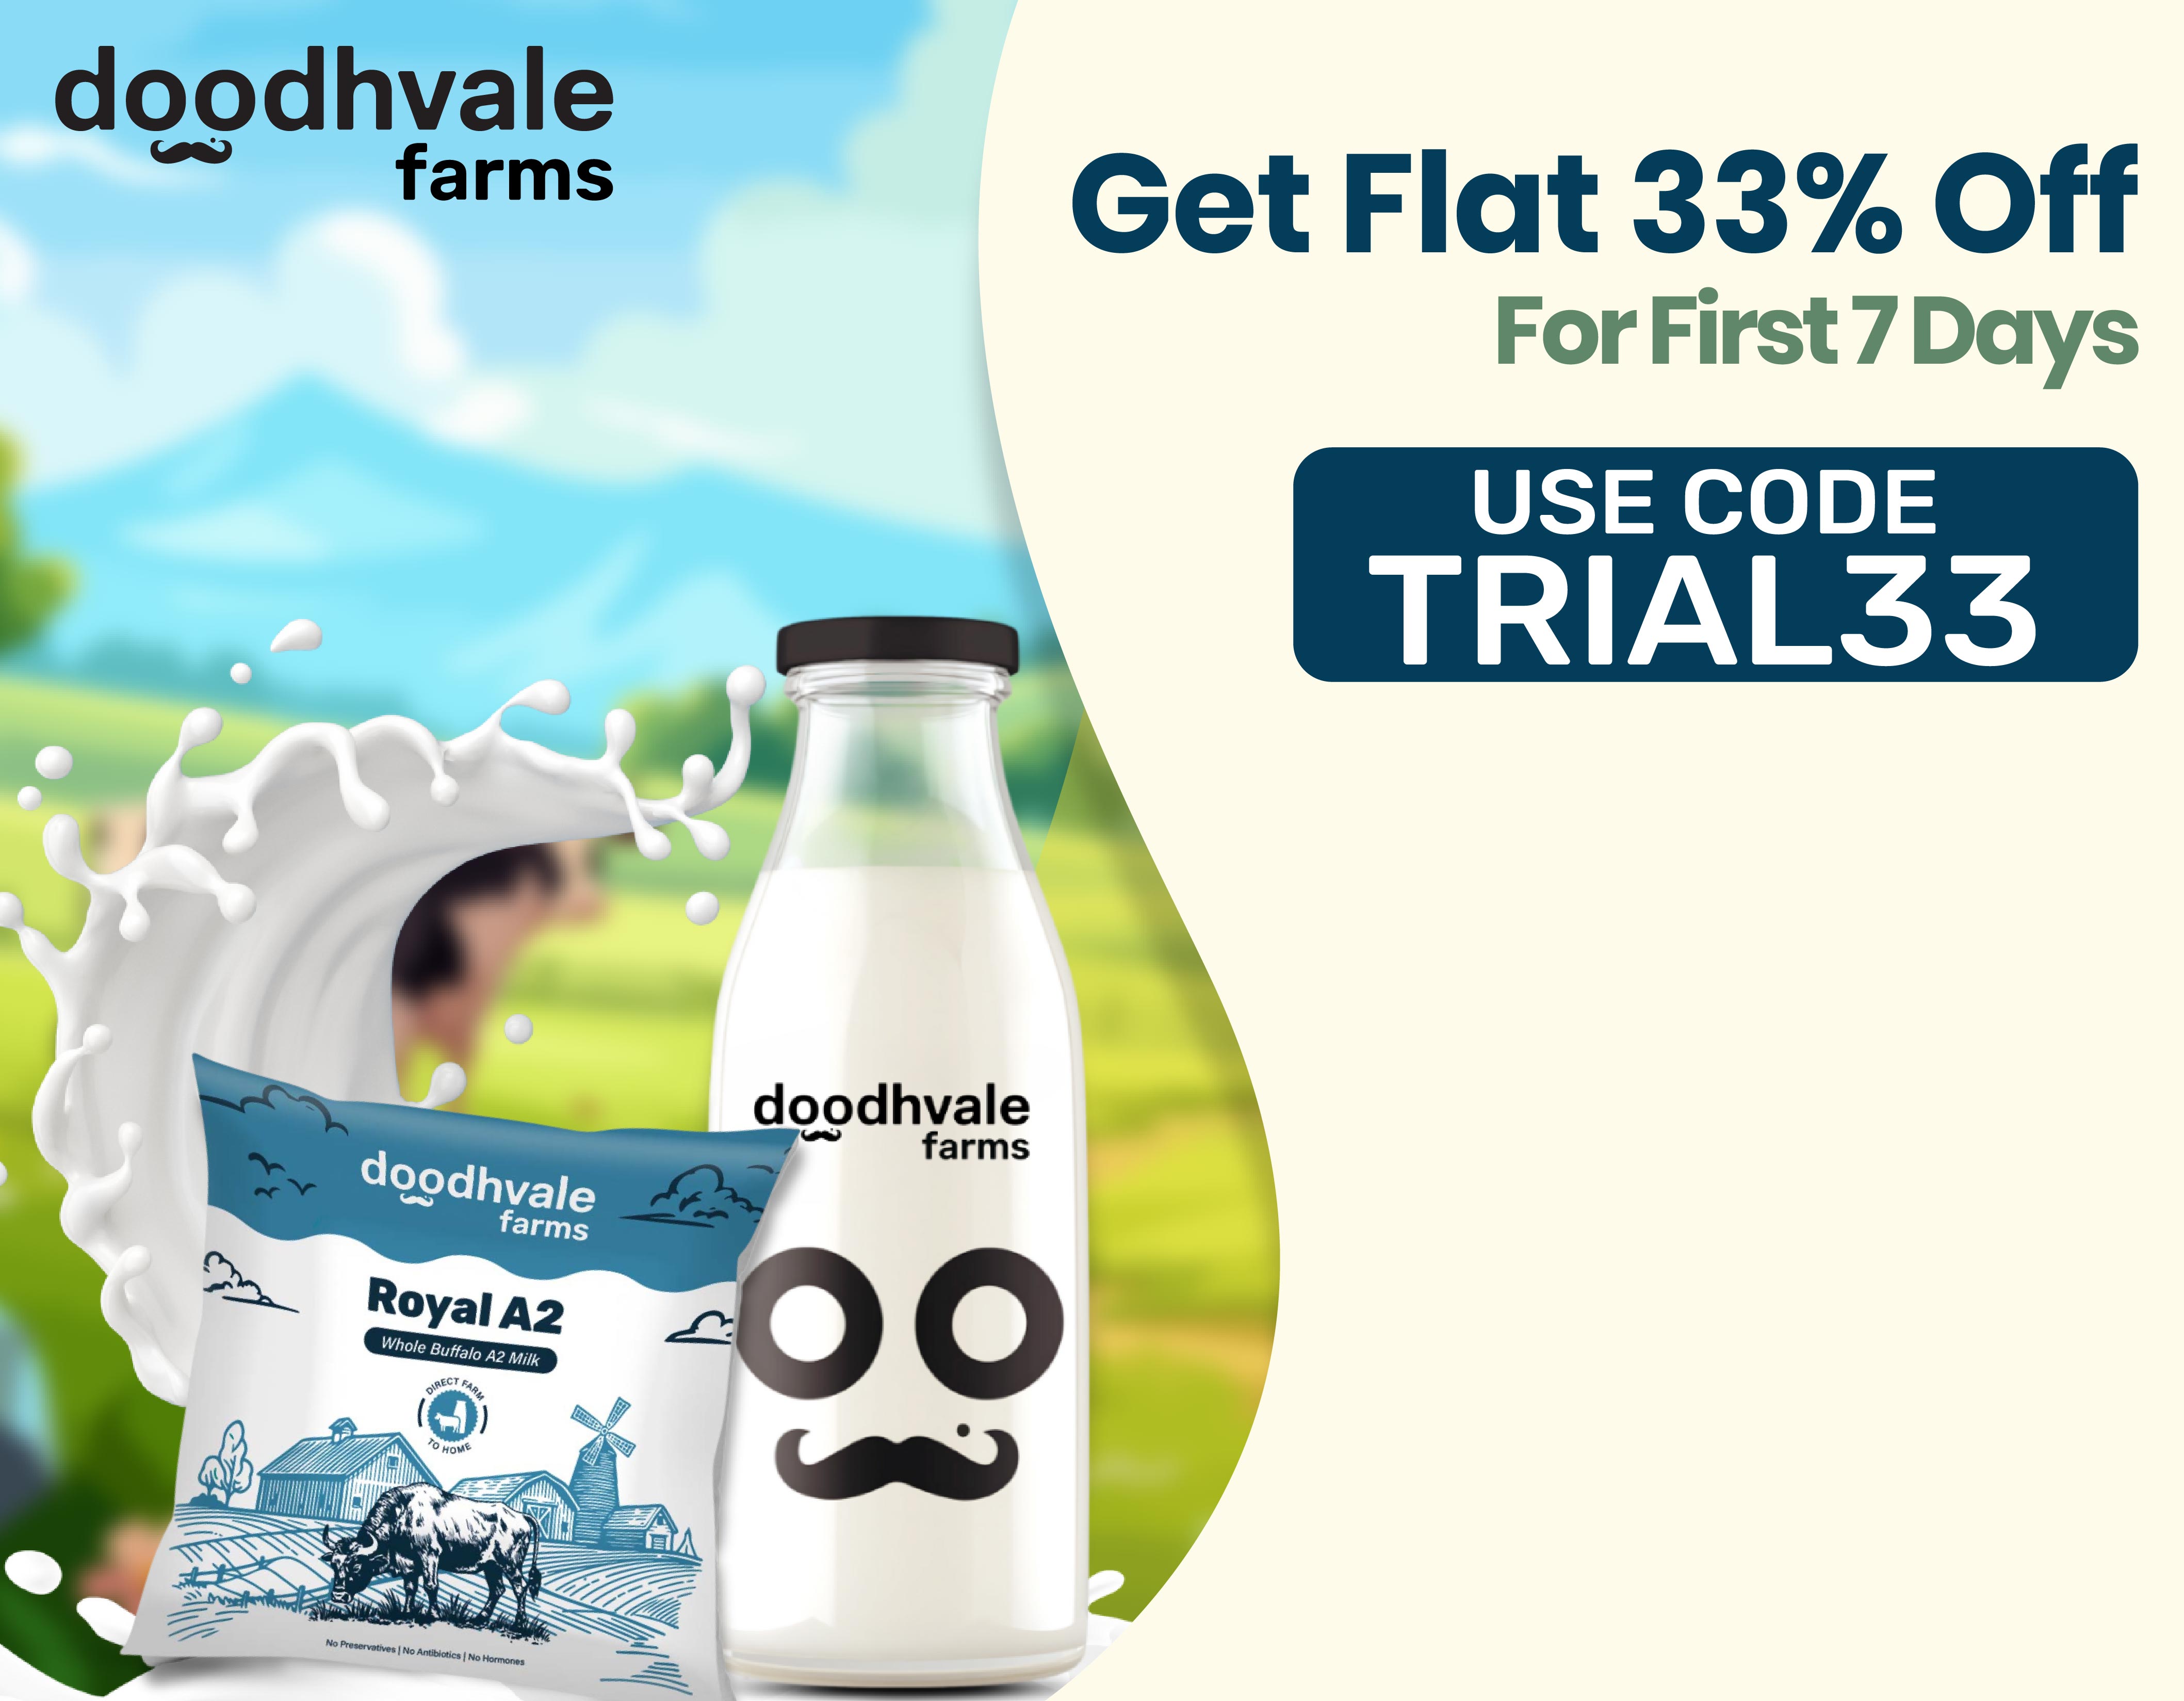 doodhvale
farms
Get Flat 33% Off
For First 7 Days
USE CODE
TRIAL33
doodhvale
farms
doodhvale
farms
Royal A2
Whole Buffalo A2 Milk
DIRECT FARM
TO HOME
No Preservatives | No Antibiotics | No Hormones